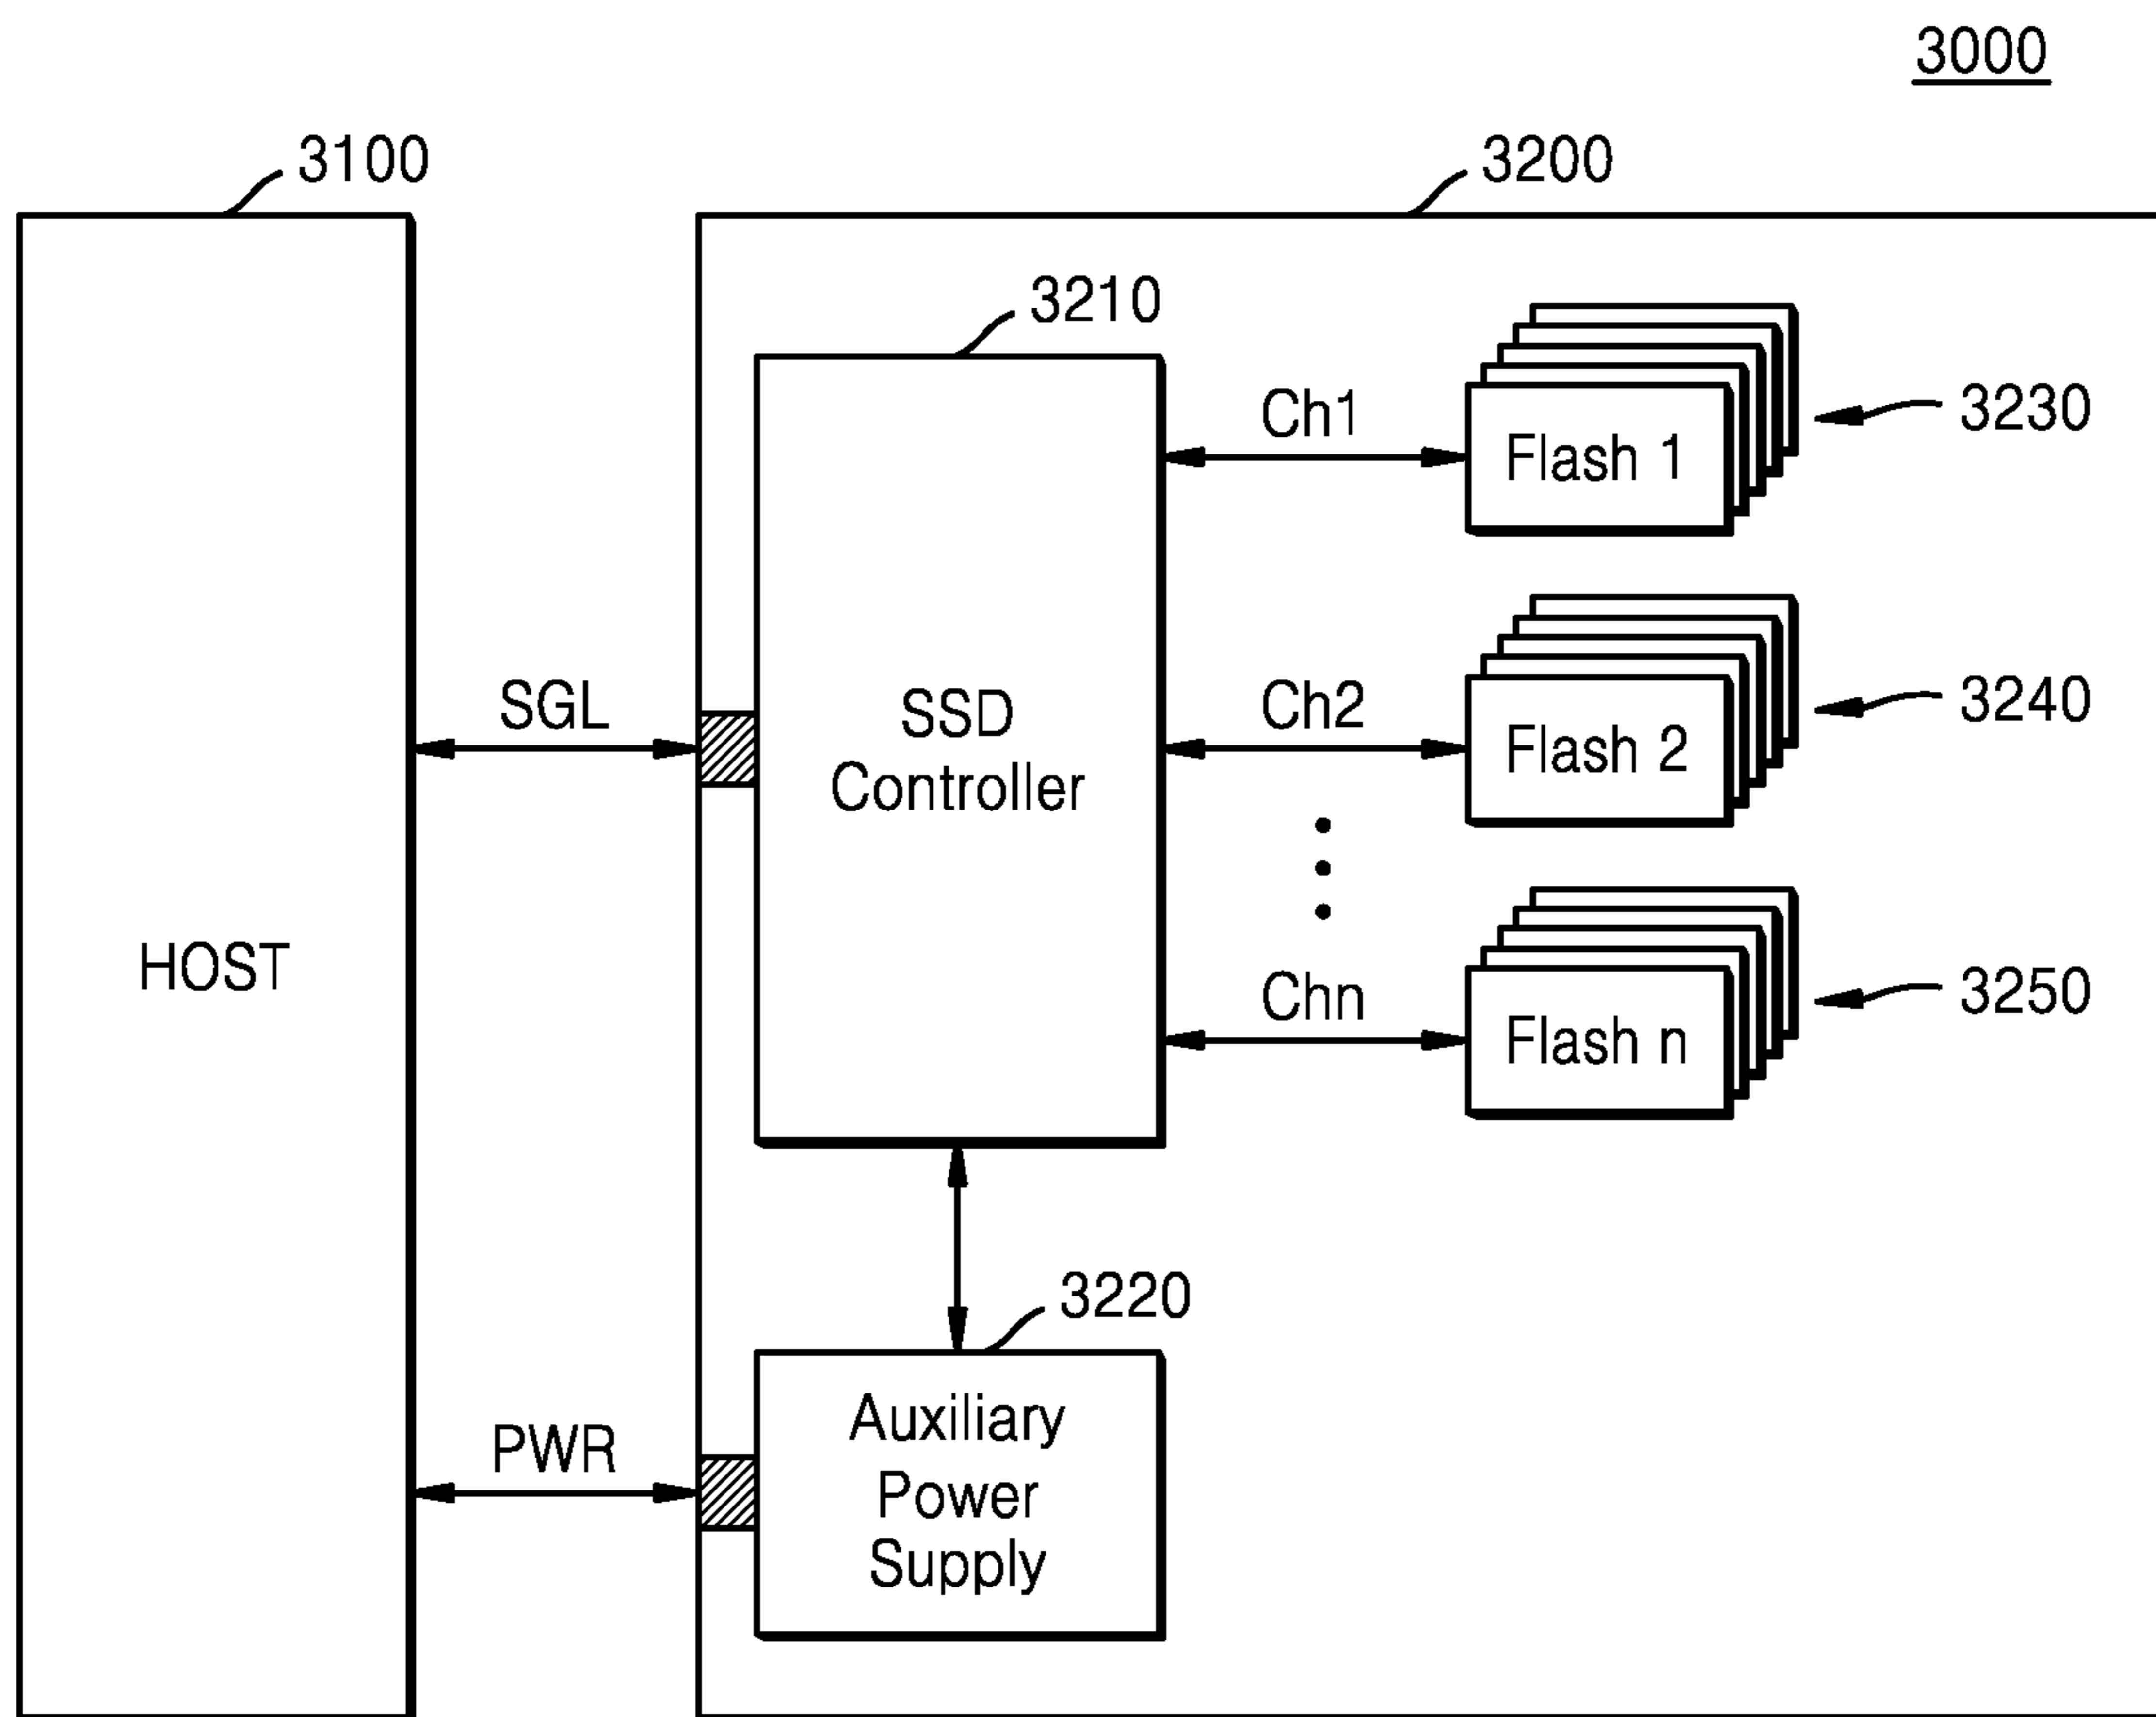 3000
3100
3200
3210
Ch1
Flash 1
3230
SGL
SSD
Controller
Ch2
Flash 2
3240
HOST
Chn
Flash n
3250
3220
PWR
Auxiliary
Power
Supply